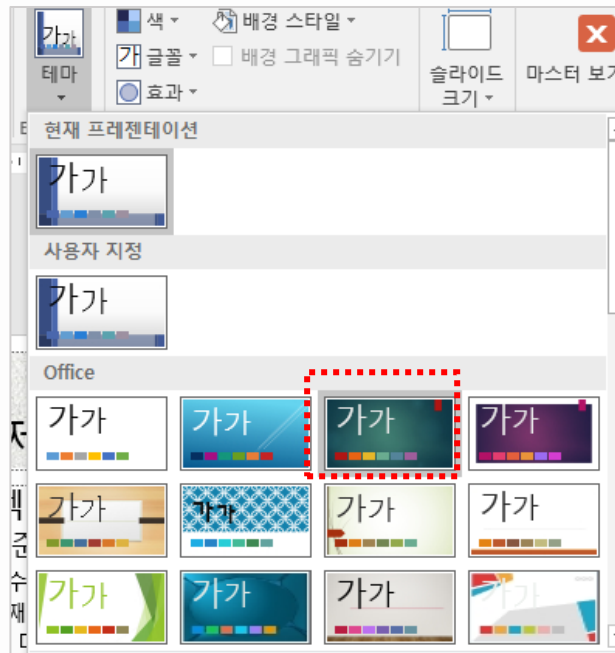 가가 색 배경 스타일
가 글꼴 배경 그래픽 숨기기
테마 효과 슬라이드 크기 마스터 보기
현재 프레젠테이션
가가
사용자 지정
가가
Office
가가 가가 가가 가가
가가 가가 가가 가가
가가 가가 가가 가가